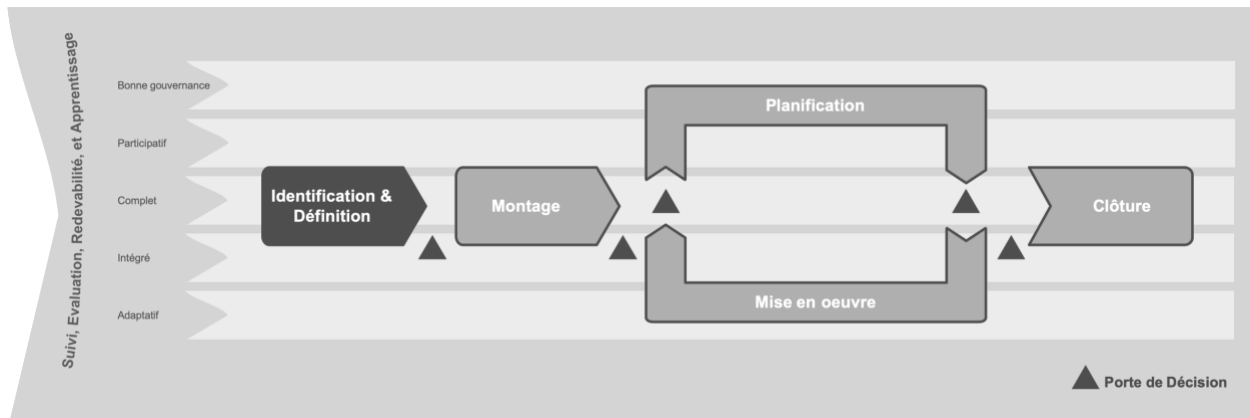 Suivi, Evaluation, Redevabilité, et Apprentissage
Bonne gouvernance
Participatif
Complet
Intégré
Adaptatif
Identification &
Définition
Montage
Planification
Mise en oeuvre
Clôture
Porte de Décision